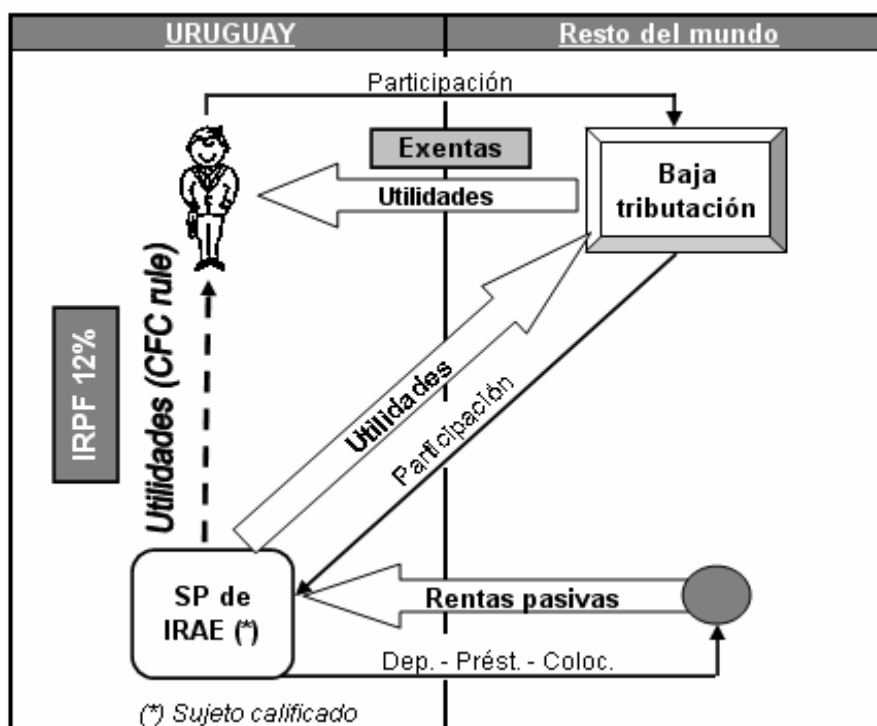 URUGUAY
Resto del mundo
Participación
Exentas
Utilidades
Baja
tributación
IRPF 12%
Utilidades (CFC rule)
Utilidades
Participación
SP de
IRAE (*)
Rentas pasivas
Dep. - Prést. - Coloc.
(*) Sujeto calificado